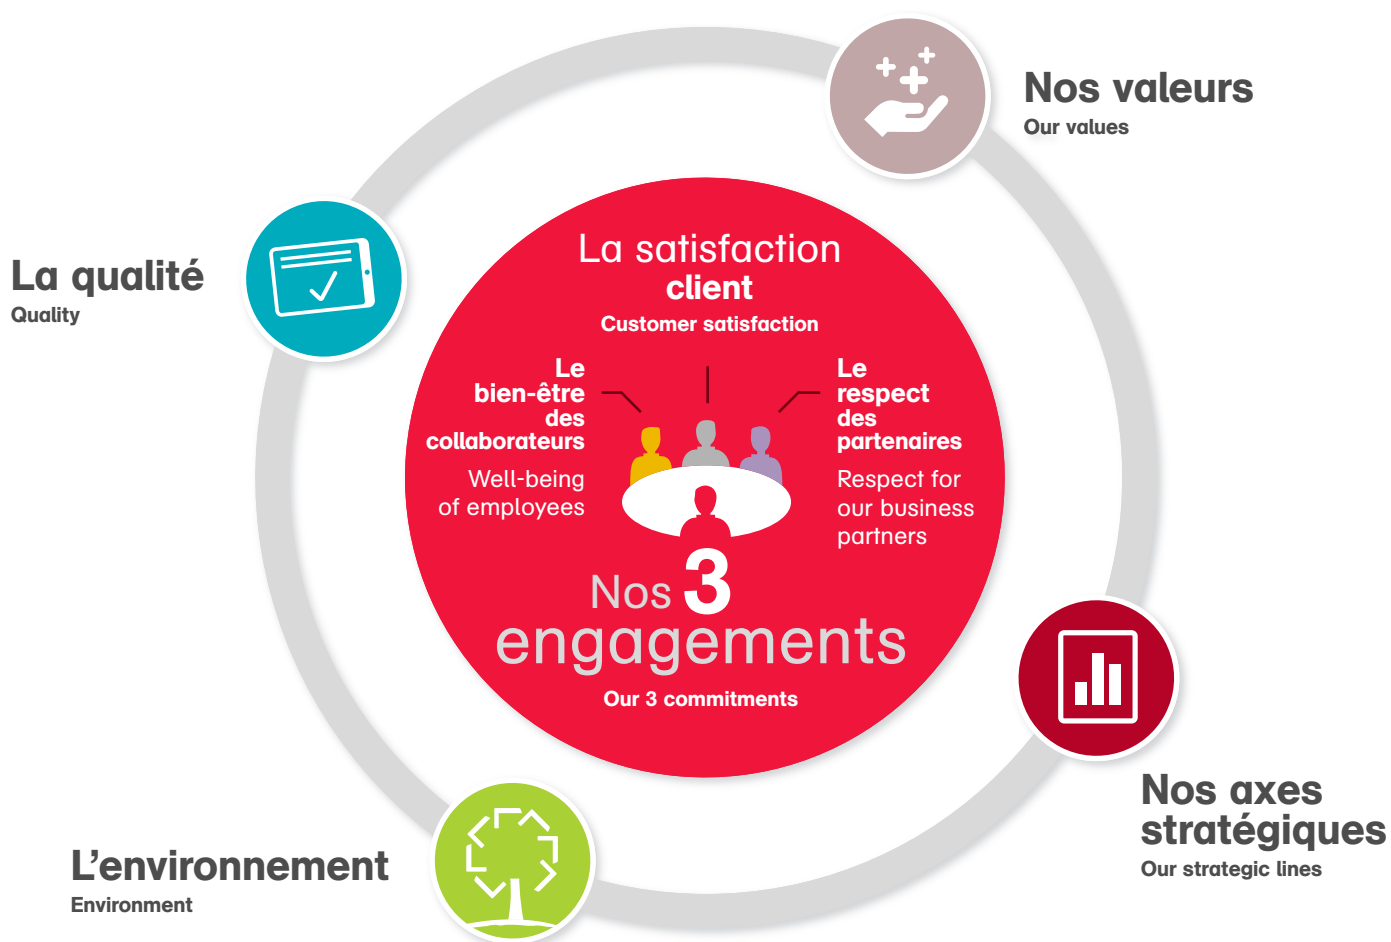 Nos valeurs
Our values
La qualité
Quality
La satisfaction
client
Customer satisfaction
Le
bien-être
des
collaborateurs
Well-being
of employees
Le
respect
des
partenaires
Respect for
our business
partners
Nos 3
engagements
Our 3 commitments
Nos axes
stratégiques
Our strategic lines
L'environnement
Environment